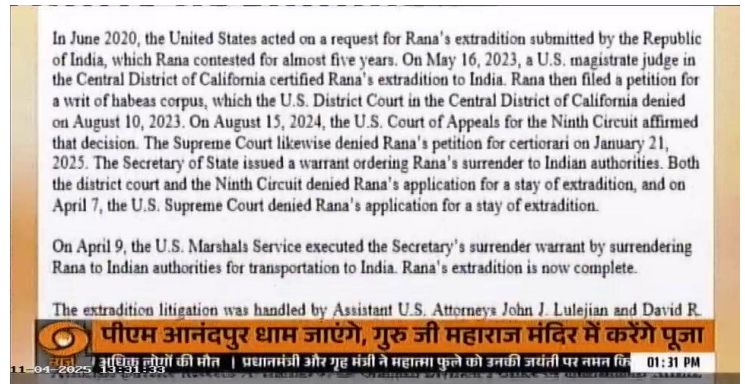 In June 2020, the United States acted on a request for Rana's extradition submitted by the Republic
of India, which Rana contested for almost five years. On May 16, 2023, a U.S. magistrate judge in
the Central District of California certified Rana's extradition to India. Rana then filed a petition for
a writ of habeas corpus, which the U.S. District Court in the Central District of California denied
on August 10, 2023. On August 15, 2024, the U.S. Court of Appeals for the Ninth Circuit affirmed
that decision. The Supreme Court likewise denied Rana's petition for certiorari on January 21,
2025. The Secretary of State issued a warrant ordering Rana's surrender to Indian authorities. Both
the district court and the Ninth Circuit denied Rana's application for a stay of extradition, and on
April 7, the U.S. Supreme Court denied Rana's application for a stay of extradition.
On April 9, the U.S. Marshals Service executed the Secretary's surrender warrant by surrendering
Rana to Indian authorities for transportation to India. Rana's extradition is now complete.
The extradition litigation was handled by Assistant U.S. Attorneys John J. Lulejian and David R.
पीएम आनंदपुर धाम जाएंगे, गुरु जी महाराज मंदिर में करेंगे पूजा
अधिक लोगों की मौत | प्रधानमंत्री और गृह मंत्री ने महात्मा फुले को उनकी जयंती पर नमन कि
01:31 PM
11-04-2025 13:31:33